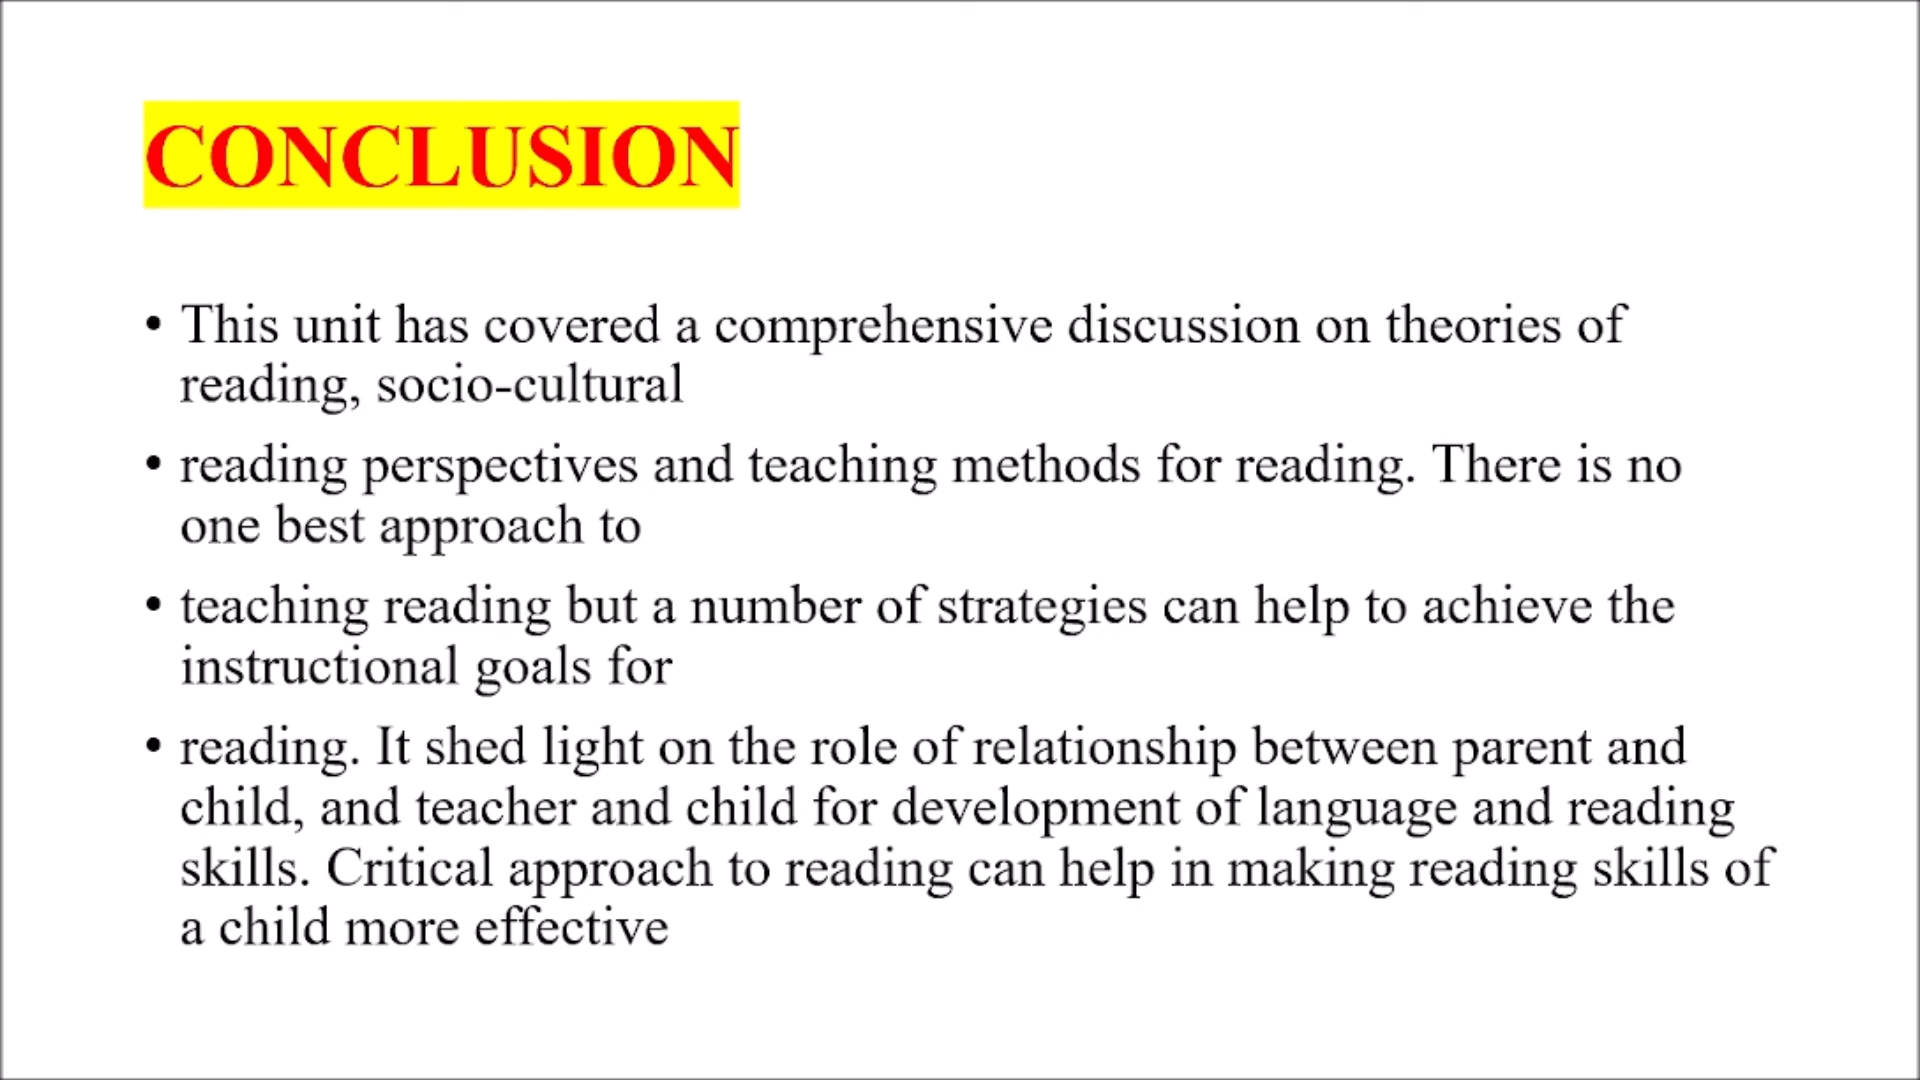 CONCLUSION
• This unit has covered a comprehensive discussion on theories of
reading, socio-cultural
• reading perspectives and teaching methods for reading. There is no
one best approach to
• teaching reading but a number of strategies can help to achieve the
instructional goals for
• reading. It shed light on the role of relationship between parent and
child, and teacher and child for development of language and reading
skills. Critical approach to reading can help in making reading skills of
a child more effective